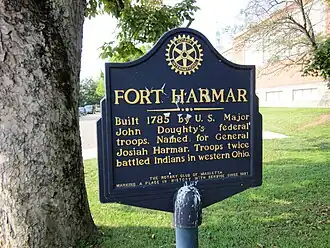 FORT HARMAR
Built 1785 by U. S. Major
John Doughty's federal
troops. Named for General
Josiah Harmar. Troops twice
battled Indians in western Ohio.
THE ROTARY CLUB OF MARIETTA
MARKING A PLACE IN HISTORY WITH SERVICE SINCE